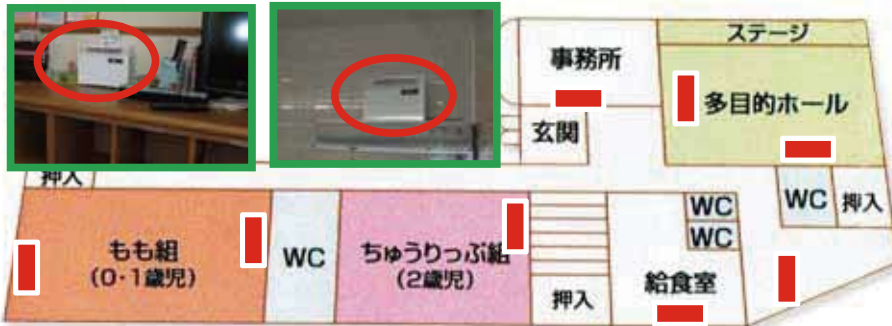 ステージ
事務所
多目的ホール
玄関
押入
WC
WC
押入
WC
WC
もも組
(0・1歳児)
WC
ちゅうりっぷ組
(2歳児)
給食室
押入